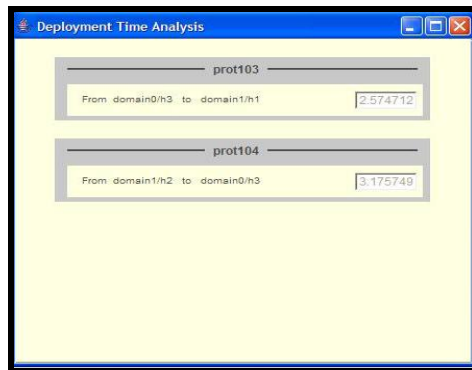 Deployment Time Analysis
prot103
From domain0/h3 to domain1/h1 2.574712
prot104
From domain1/h2 to domain0/h3 3.175749